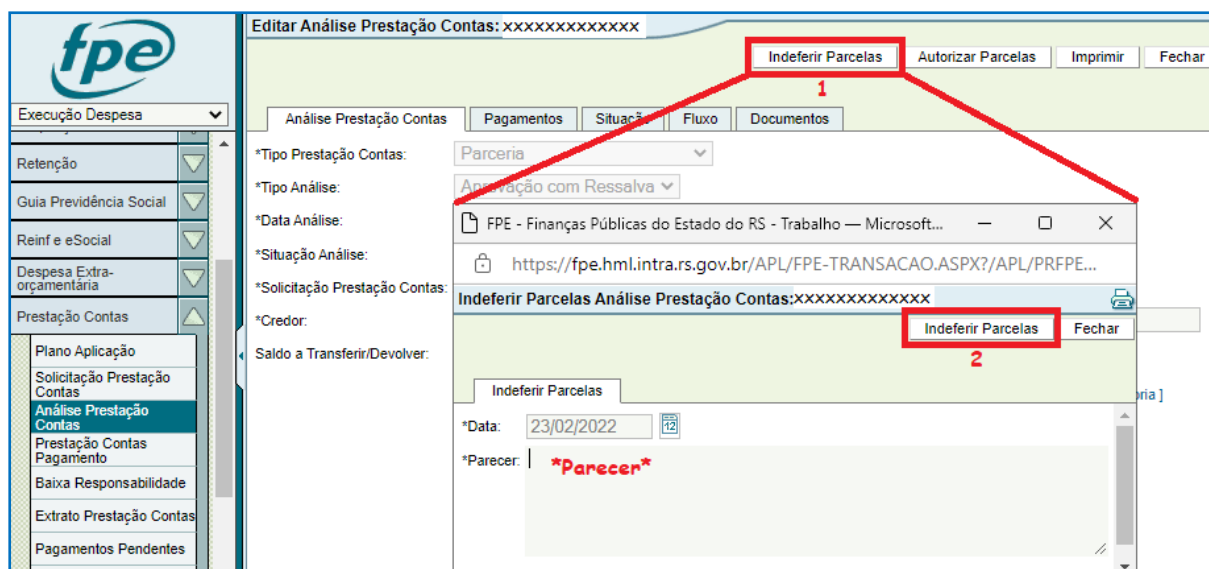 fpe
Execução Despesa
Retenção
Guia Previdência Social
Reinf e eSocial
Despesa Extra-
orçamentária
Prestação Contas
Plano Aplicação
Solicitação Prestação
Contas
Análise Prestação
Contas
Prestação Contas
Pagamento
Baixa Responsabilidade
Extrato Prestação Contas
Pagamentos Pendentes
Editar Análise Prestação Contas: xxxxxxxxxxxxx
Indeferir Parcelas Autorizar Parcelas Imprimir Fechar
1
Análise Prestação Contas Pagamentos Situação Fluxo Documentos
*Tipo Prestação Contas: Parceria
*Tipo Análise: Aprovação com Ressalva
*Data Análise:
*Situação Análise:
*Solicitação Prestação Contas:
*Credor:
Saldo a Transferir/Devolver:
FPE - Finanças Públicas do Estado do RS - Trabalho — Microsoft...
https://fpe.hml.intra.rs.gov.br/APL/FPE-TRANSACAO.ASPX?/APL/PRFPE...
Indeferir Parcelas Análise Prestação Contas:xxxxxxxxxxxxx
Indeferir Parcelas Fechar
2
Indeferir Parcelas
*Data: 23/02/2022 12
*Parecer: *Parecer*